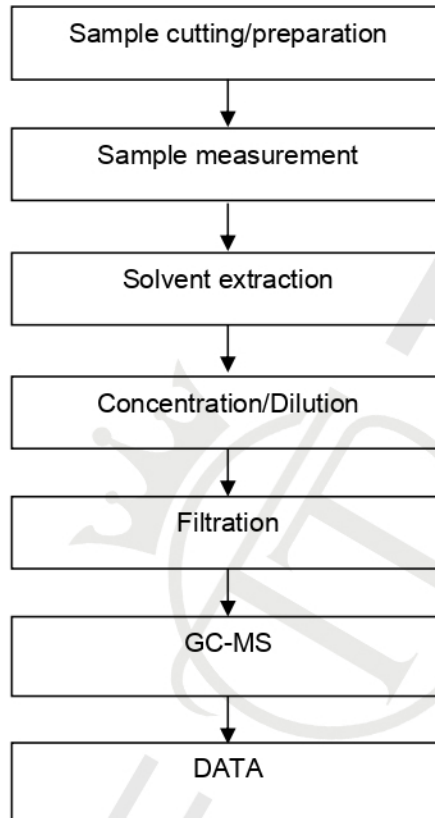 Sample cutting/preparation
Sample measurement
Solvent extraction
Concentration/Dilution
Filtration
GC-MS
DATA